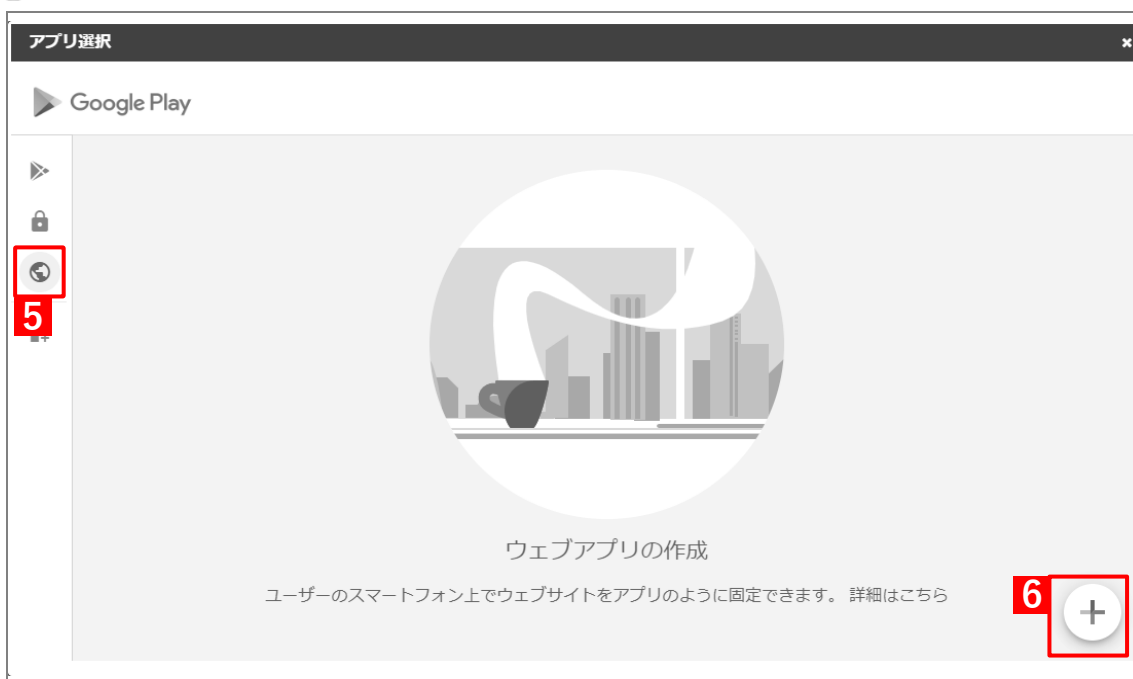 アプリ選択
×
Google Play
5
ウェブアプリの作成
ユーザーのスマートフォン上でウェブサイトをアプリのように固定できます。 詳細はこちら
6